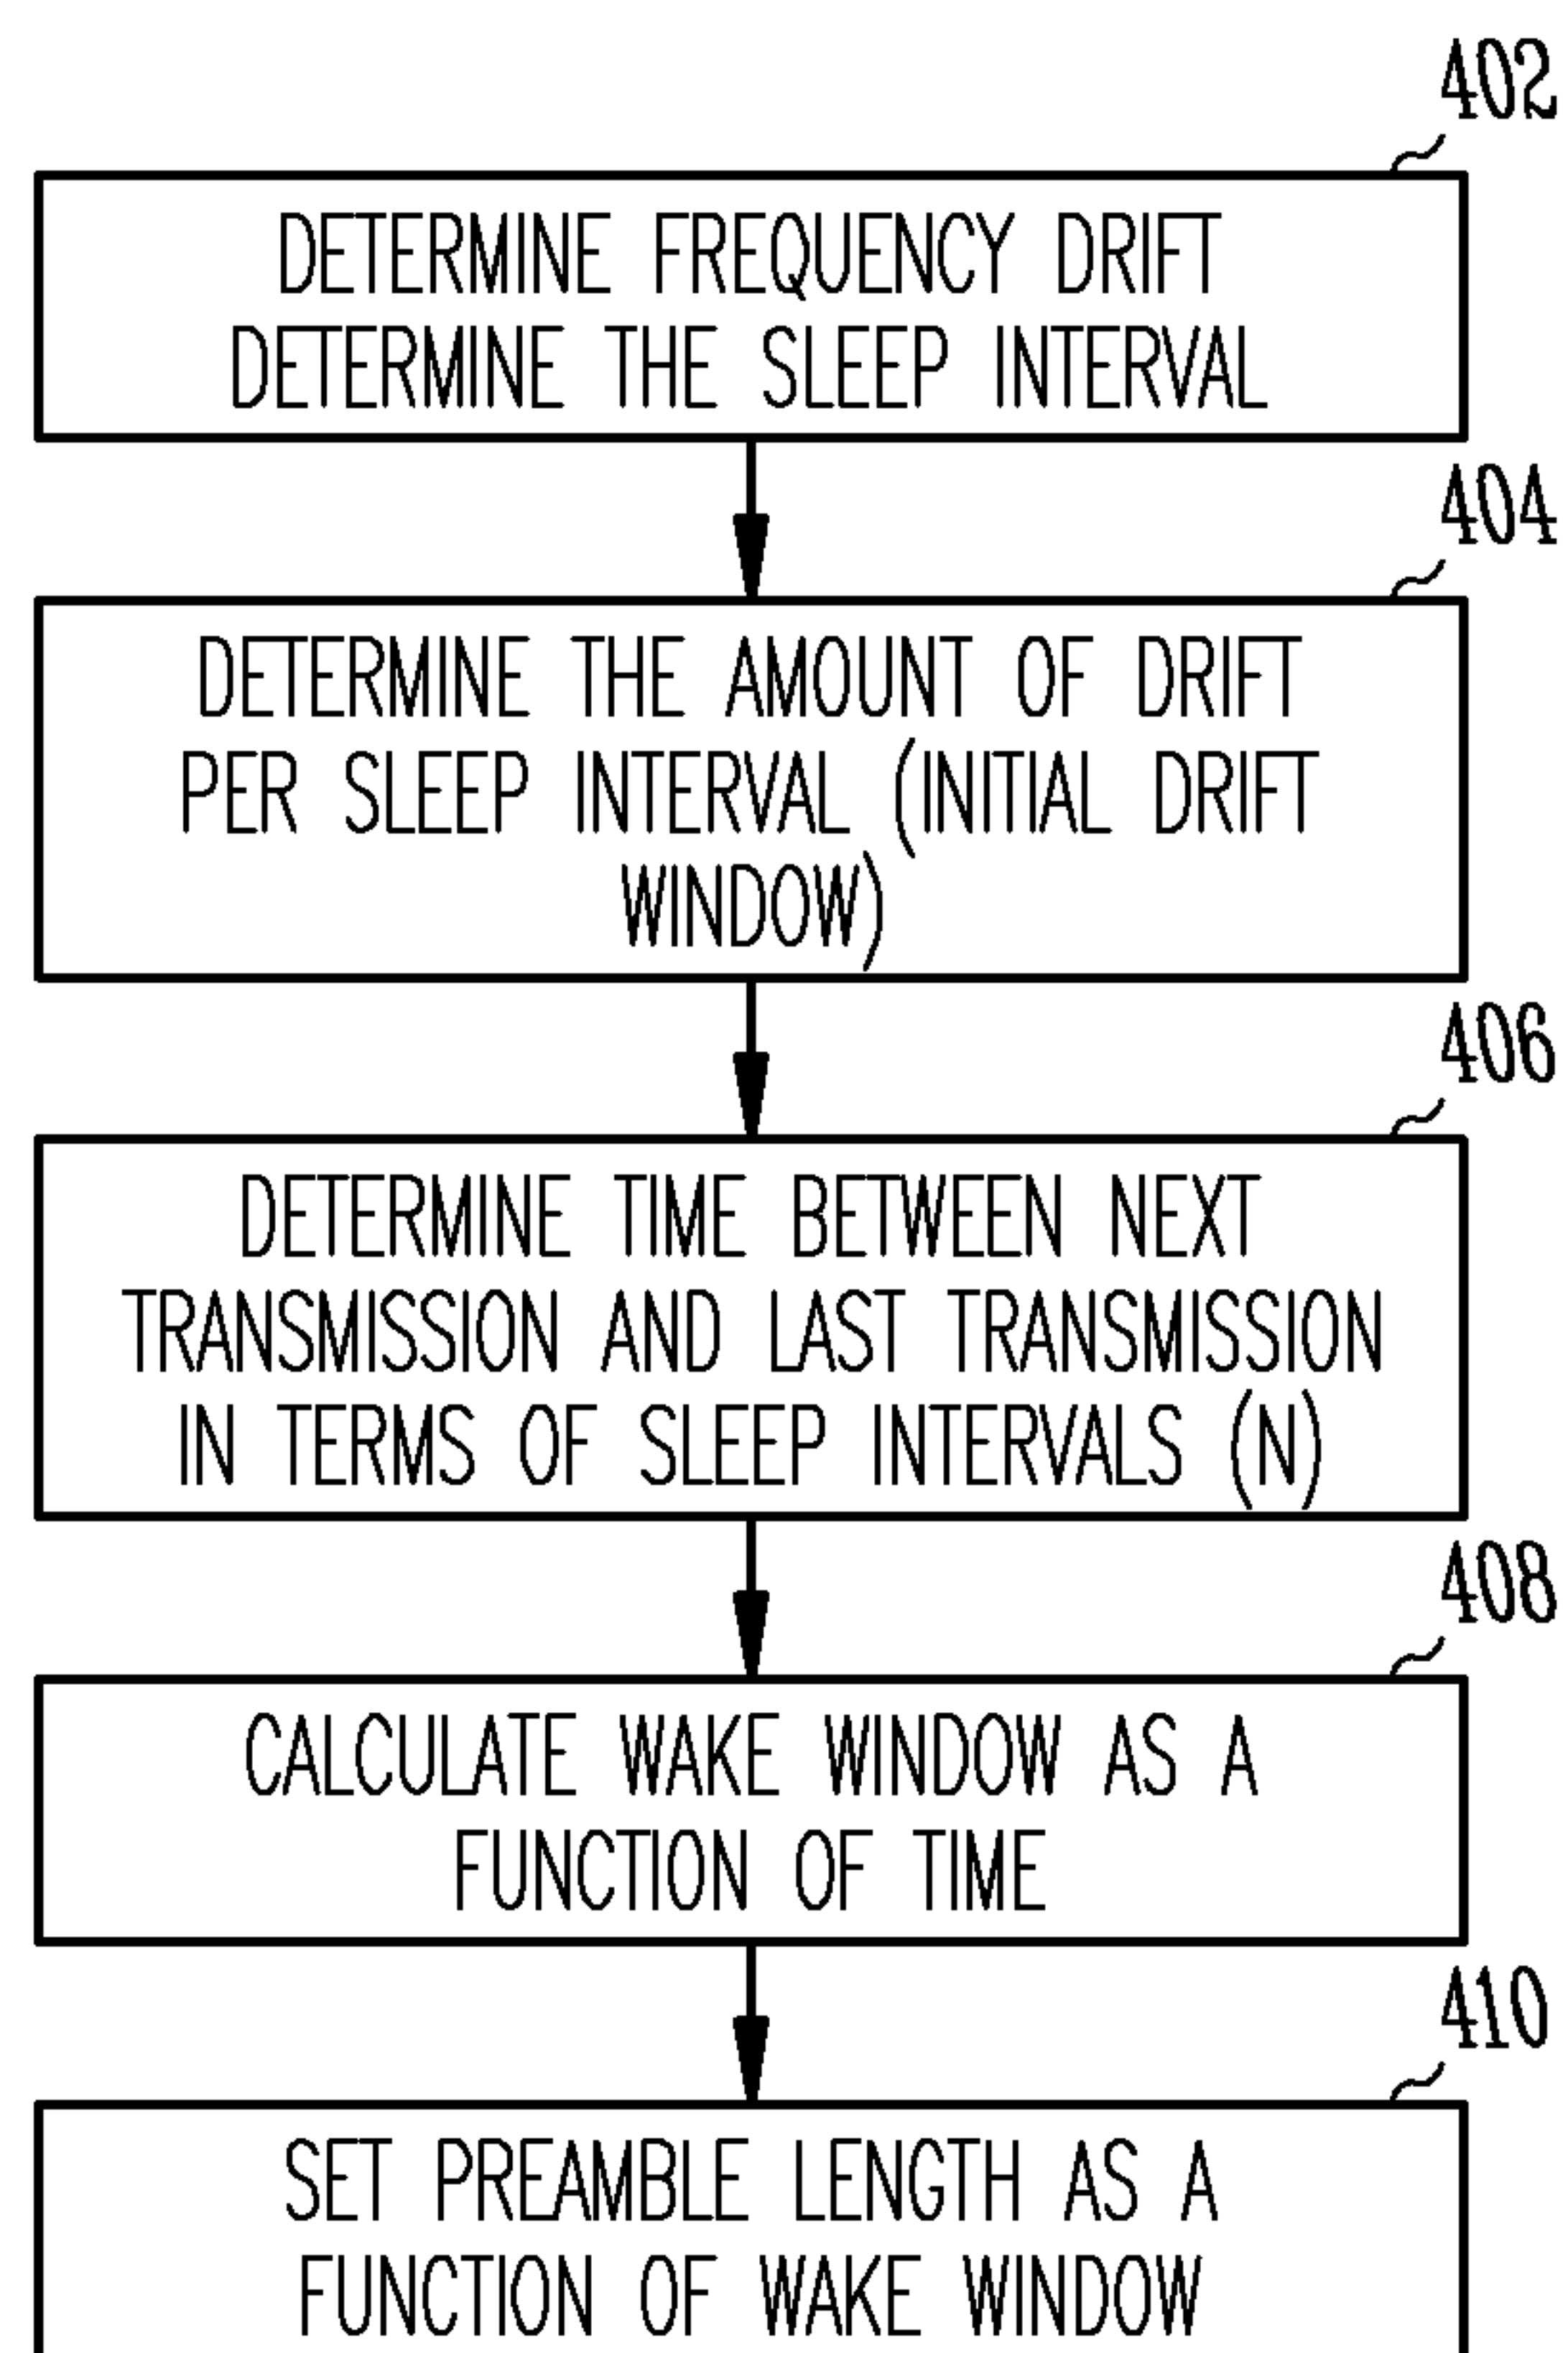 402
DETERMINE FREQUENCY DRIFT
DETERMINE THE SLEEP INTERVAL
404
DETERMINE THE AMOUNT OF DRIFT
PER SLEEP INTERVAL (INITIAL DRIFT
WINDOW)
406
DETERMINE TIME BETWEEN NEXT
TRANSMISSION AND LAST TRANSMISSION
IN TERMS OF SLEEP INTERVALS (N)
408
CALCULATE WAKE WINDOW AS A
FUNCTION OF TIME
410
SET PREAMBLE LENGTH AS A
FUNCTION OF WAKE WINDOW